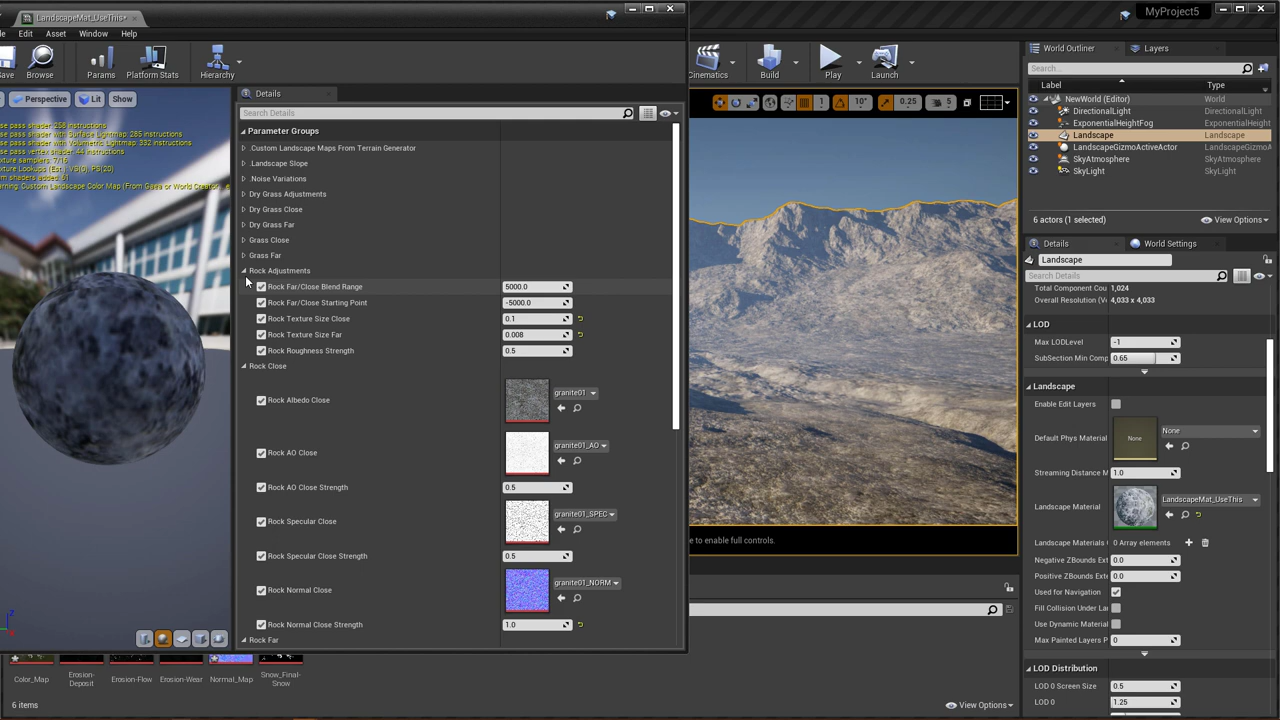 LandscapeMat_UseThis*
MyProject5
Edit
Asset
Window
Help
Browse
Params
Platform Stats
Hierarchy
Cinematics
Build
Play
Launch
World Outliner
Layers
Search...
Label
Type
NewWorld (Editor)
World
DirectionalLight
DirectionalLight
ExponentialHeightFog
ExponentialHeight
Landscape
Landscape
LandscapeGizmoActiveActor
LandscapeGizmoA
SkyAtmosphere
SkyAtmosphere
SkyLight
SkyLight
6 actors (1 selected)
View Options
Perspective
Lit
Show
Details
Search Details
Parameter Groups
.Custom Landscape Maps From Terrain Generator
.Landscape Slope
.Noise Variations
Dry Grass Adjustments
Dry Grass Close
Dry Grass Far
Grass Close
Grass Far
Rock Adjustments
Rock Far/Close Blend Range
5000.0
Rock Far/Close Starting Point
-5000.0
Rock Texture Size Close
0.1
Rock Texture Size Far
0.008
Rock Roughness Strength
0.5
Rock Close
Rock Albedo Close
granite01
Rock AO Close
granite01_AO
Rock AO Close Strength
0.5
Rock Specular Close
granite01_SPEC
Rock Specular Close Strength
0.5
Rock Normal Close
granite01_NORM
Rock Normal Close Strength
1.0
Rock Far
1
10°
0.25
5
e to enable full controls.
Details
World Settings
Landscape
Search Details
Total Component Cou
1,024
Overall Resolution (Ve
4,033 x 4,033
LOD
Max LODLevel
-1
SubSection Min Comp
0.65
Landscape
Enable Edit Layers
Default Phys Material
None
None
Streaming Distance M
1.0
Landscape Material
LandscapeMat_UseThis
Landscape Materials
0 Array elements
Negative ZBounds Ext
0.0
Positive ZBounds Exte
0.0
Used for Navigation
Fill Collision Under La
Use Dynamic Material
Max Painted Layers P
0
LOD Distribution
LOD 0 Screen Size
0.5
LOD 0
1.25
Color_Map
Erosion-
Deposit
Erosion-Flow
Erosion-Wear
Normal_Map
Snow_Final-
Snow
6 items
View Options